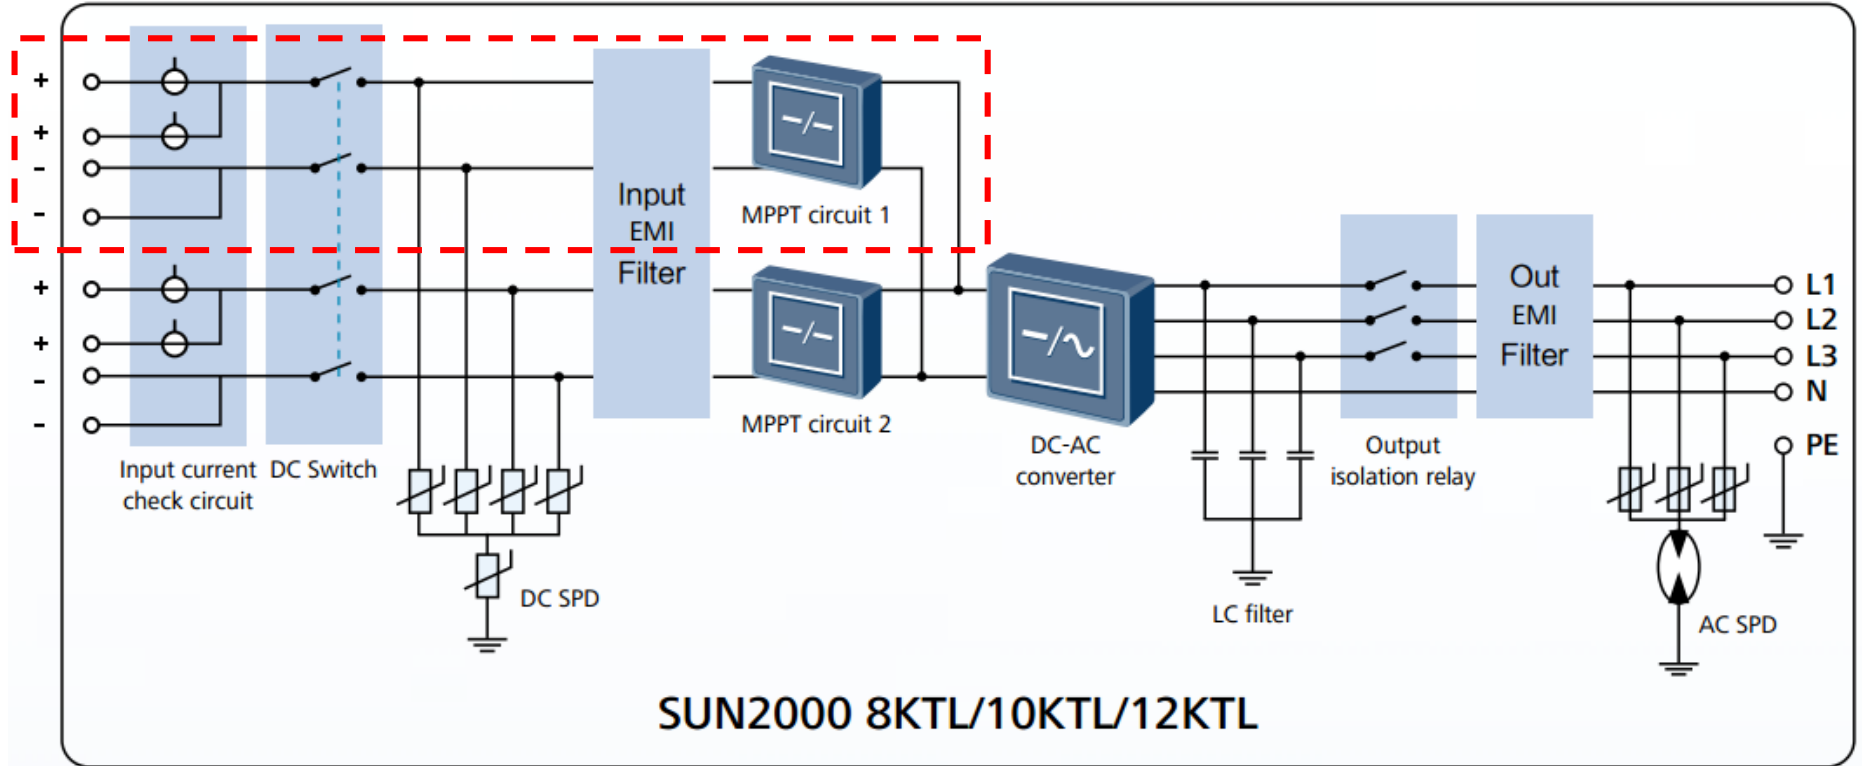 +
+
-
-
+
+
-
-
Input current
check circuit
DC Switch
DC SPD
Input
EMI
Filter
MPPT circuit 1
MPPT circuit 2
DC-AC
converter
LC filter
Output
isolation relay
Out
EMI
Filter
L1
L2
L3
N
PE
AC SPD
SUN2000 8KTL/10KTL/12KTL